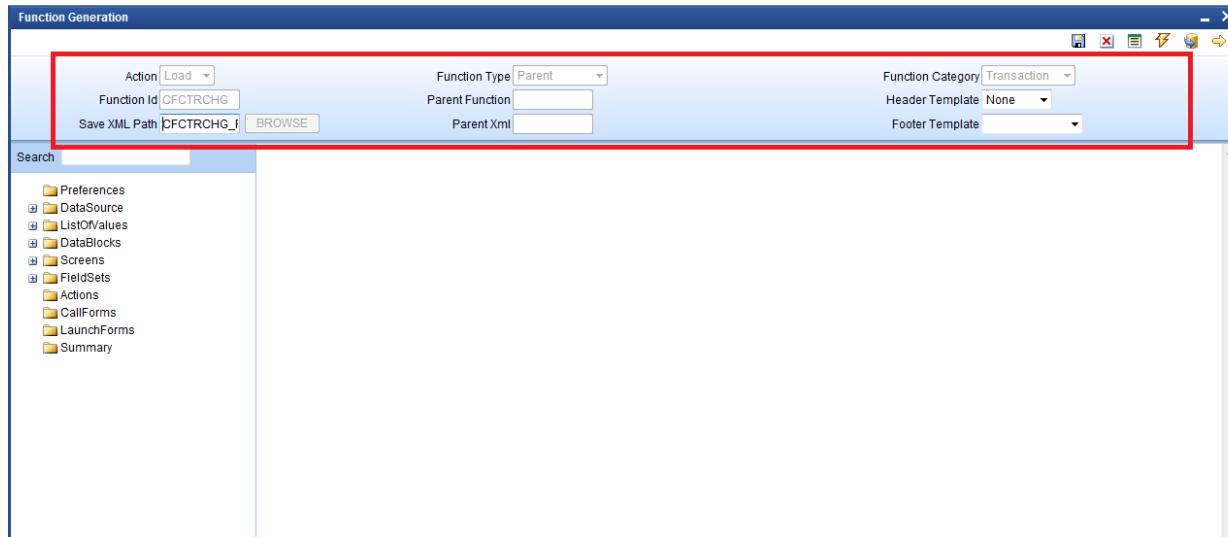 Function Generation
Action Load Function Type Parent Function Category Transaction
Function Id CFCTRCHG Parent Function Header Template None
Save XML Path CFCTRCHG_F BROWSE Parent Xml Footer Template
Search
Preferences
DataSource
ListOfValues
DataBlocks
Screens
FieldSets
Actions
CallForms
LaunchForms
Summary